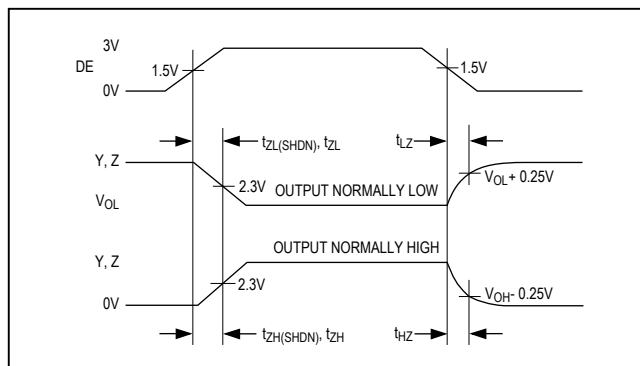 3V
DE
1.5V
1.5V
0V
tZL(SHDN), tZL
tLZ
Y, Z
2.3V
OUTPUT NORMALLY LOW
VOL + 0.25V
VOL
OUTPUT NORMALLY HIGH
Y, Z
2.3V
VOH - 0.25V
0V
tZH(SHDN), tZH
tHZ